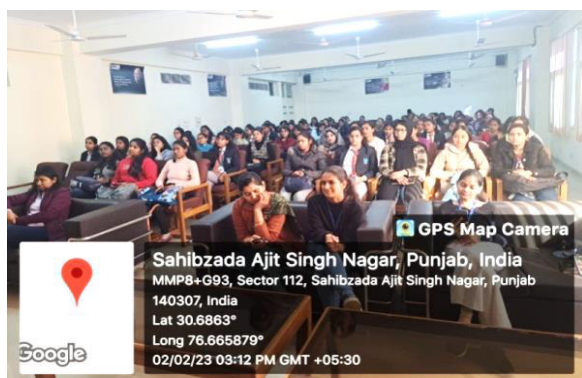 GPS Map Camera
Sahibzada Ajit Singh Nagar, Punjab, India
MMP8+G93, Sector 112, Sahibzada Ajit Singh Nagar, Punjab
140307, India
Lat 30.6863°
Long 76.665879°
02/02/23 03:12 PM GMT +05:30
Google